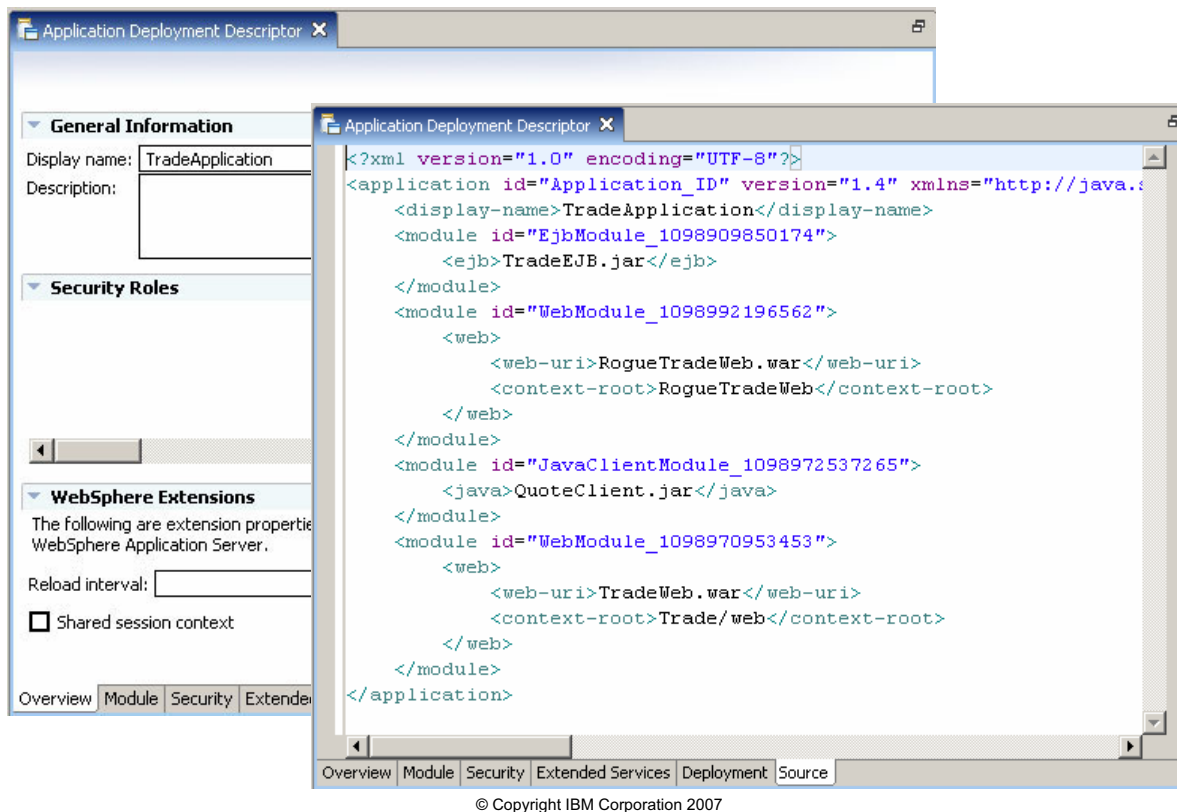 Application Deployment Descriptor
General Information
Display name: TradeApplication
Description:
Security Roles
WebSphere Extensions
The following are extension
WebSphere Application Server.
Reload interval:
Shared session context
Overview Module Security
Application Deployment Descriptor
<?xml version="1.0" encoding="UTF-8"?>
<application id="Application_ID" version="1.4" xmlns="http://java.
<display-name>TradeApplication</display-name>
<module id="EjbModule_1098909850174">
<ejb>TradeEJB.jar</ejb>
</module>
<module id="WebModule_1098992196562">
<web>
<web-uri>RogueTradeWeb.war</web-uri>
<context-root>RogueTradeWeb</context-root>
</web>
</module>
<module id="JavaClientModule_1098972537265">
<java>QuoteClient.jar</java>
</module>
<module id="WebModule_1098970953453">
<web>
<web-uri>TradeWeb.war</web-uri>
<context-root>Trade/web</context-root>
</web>
</module>
</application>
Overview Module Security Extended Services Deployment Source
© Copyright IBM Corporation 2007